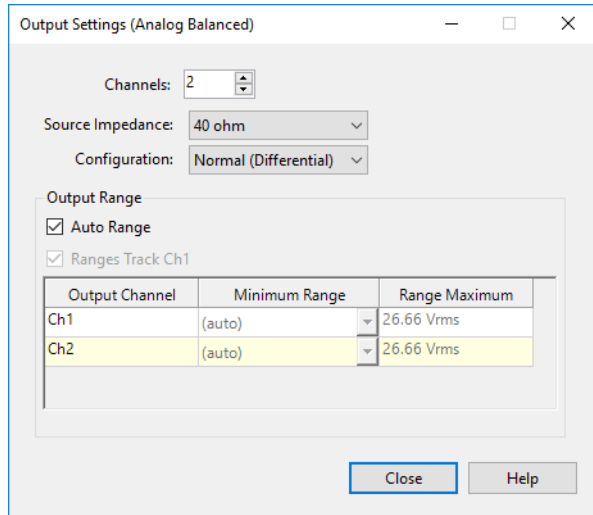 Output Settings (Analog Balanced)
Channels: 2
Source Impedance: 40 ohm
Configuration: Normal (Differential)
Output Range
Auto Range
Ranges Track Ch1
Output Channel Minimum Range Range Maximum
Ch1 (auto) 26.66 Vrms
Ch2 (auto) 26.66 Vrms
Close Help